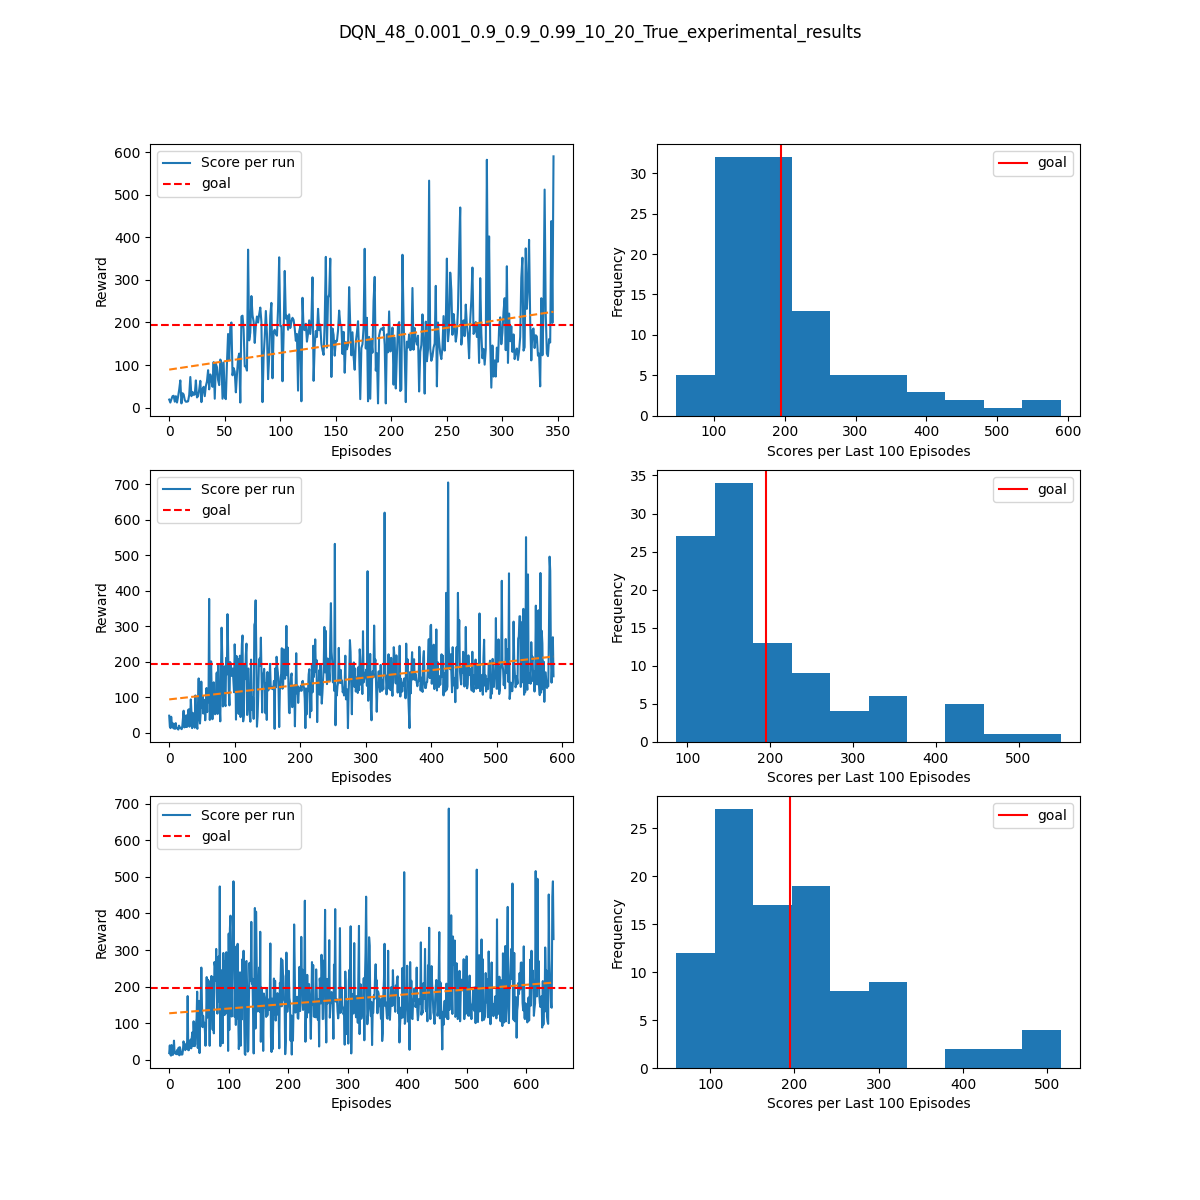 DQN_48_0.001_0.9_0.9_0.99_10_20_True_experimental_results
600
500
400
300
200
100
0
Reward
Score per run
goal
0 50 100 150 200 250 300 350
Episodes
30
25
20
15
10
5
0
Frequency
goal
100 200 300 400 500 600
Scores per Last 100 Episodes
700
600
500
400
300
200
100
0
Reward
Score per run
goal
0 100 200 300 400 500 600
Episodes
35
30
25
20
15
10
5
0
Frequency
goal
100 200 300 400 500
Scores per Last 100 Episodes
700
600
500
400
300
200
100
0
Reward
Score per run
goal
0 100 200 300 400 500 600
Episodes
25
20
15
10
5
0
Frequency
goal
100 200 300 400 500
Scores per Last 100 Episodes